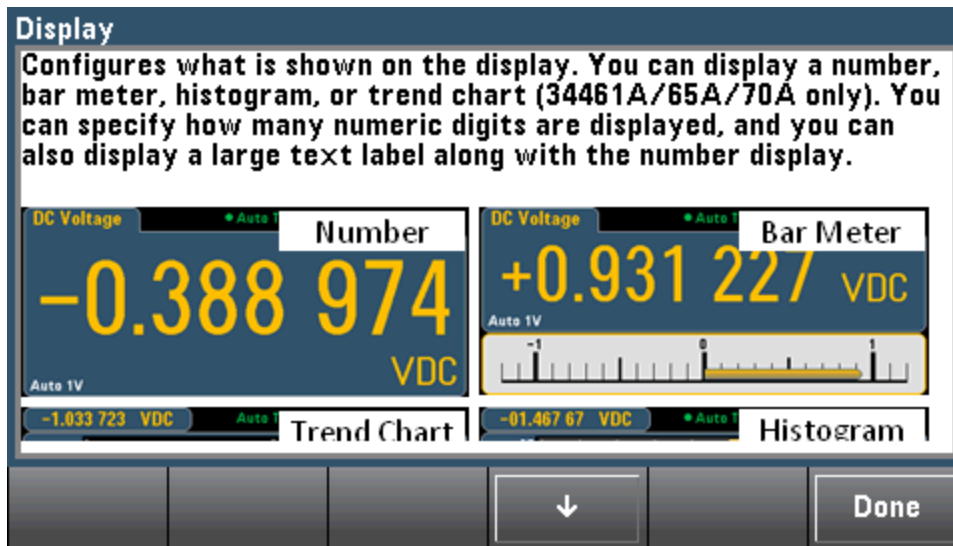 Display
Configures what is shown on the display. You can display a number,
bar meter, histogram, or trend chart (34461A/65A/70A only). You
can specify how many numeric digits are displayed, and you can
also display a large text label along with the number display.
DC Voltage
Auto
Number
-0.388 974
VDC
Auto 1V
DC Voltage
Auto
Bar Meter
+0.931 227 VDC
Auto 1V
-1 0 1
-1.033 723 VDC
Auto
Trend Chart
-01.467 67 VDC
Auto
Histogram
↓
Done